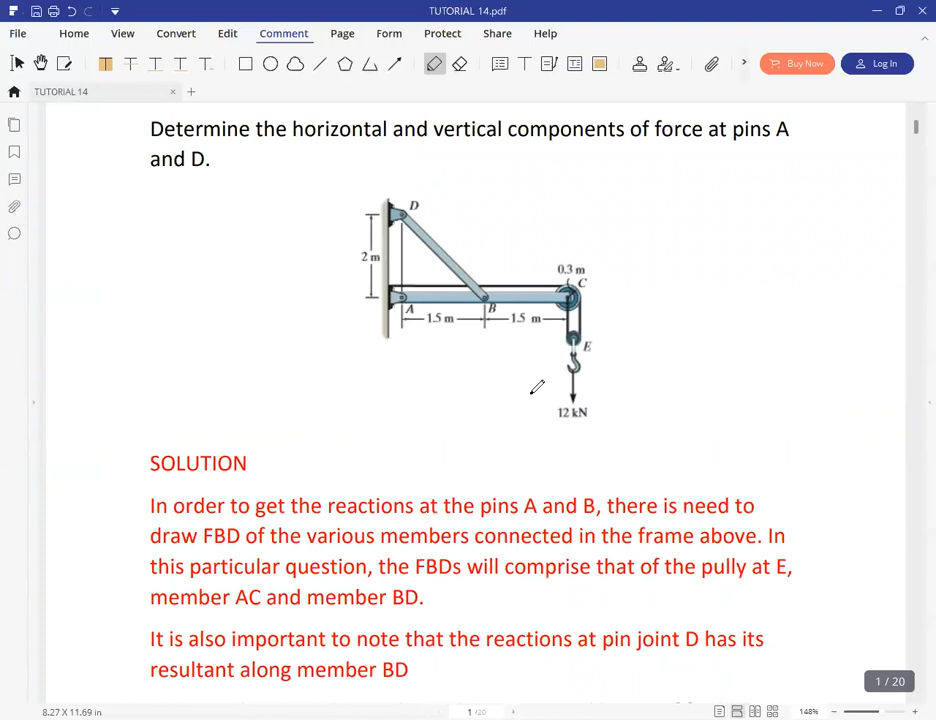 TUTORIAL 14.pdf
File Home View Convert Edit Comment Page Form Protect Share Help
Buy Now Log In
TUTORIAL 14
Determine the horizontal and vertical components of force at pins A
and D.
D
2 m
0.3 m
C
A
B
1.5 m
1.5 m
E
12 kN
SOLUTION
In order to get the reactions at the pins A and B, there is need to
draw FBD of the various members connected in the frame above. In
this particular question, the FBDs will comprise that of the pully at E,
member AC and member BD.
It is also important to note that the reactions at pin joint D has its
resultant along member BD
1 / 20
8.27 X 11.69 in
1 /20
148%